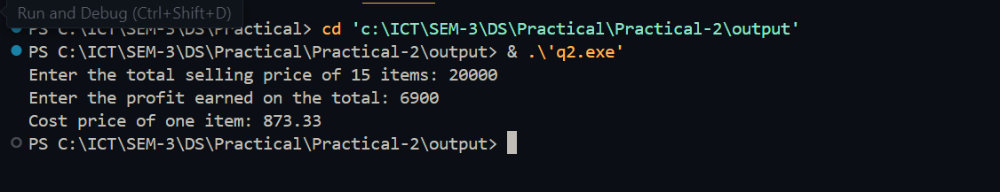 Run and Debug (Ctrl+Shift+D)
PS C:\ICT\SEM-3\DS\Practical> cd 'c:\ICT\SEM-3\DS\Practical\Practical-2\output'
PS C:\ICT\SEM-3\DS\Practical\Practical-2\output> & .\'q2.exe'
Enter the total selling price of 15 items: 20000
Enter the profit earned on the total: 6900
Cost price of one item: 873.33
PS C:\ICT\SEM-3\DS\Practical\Practical-2\output>